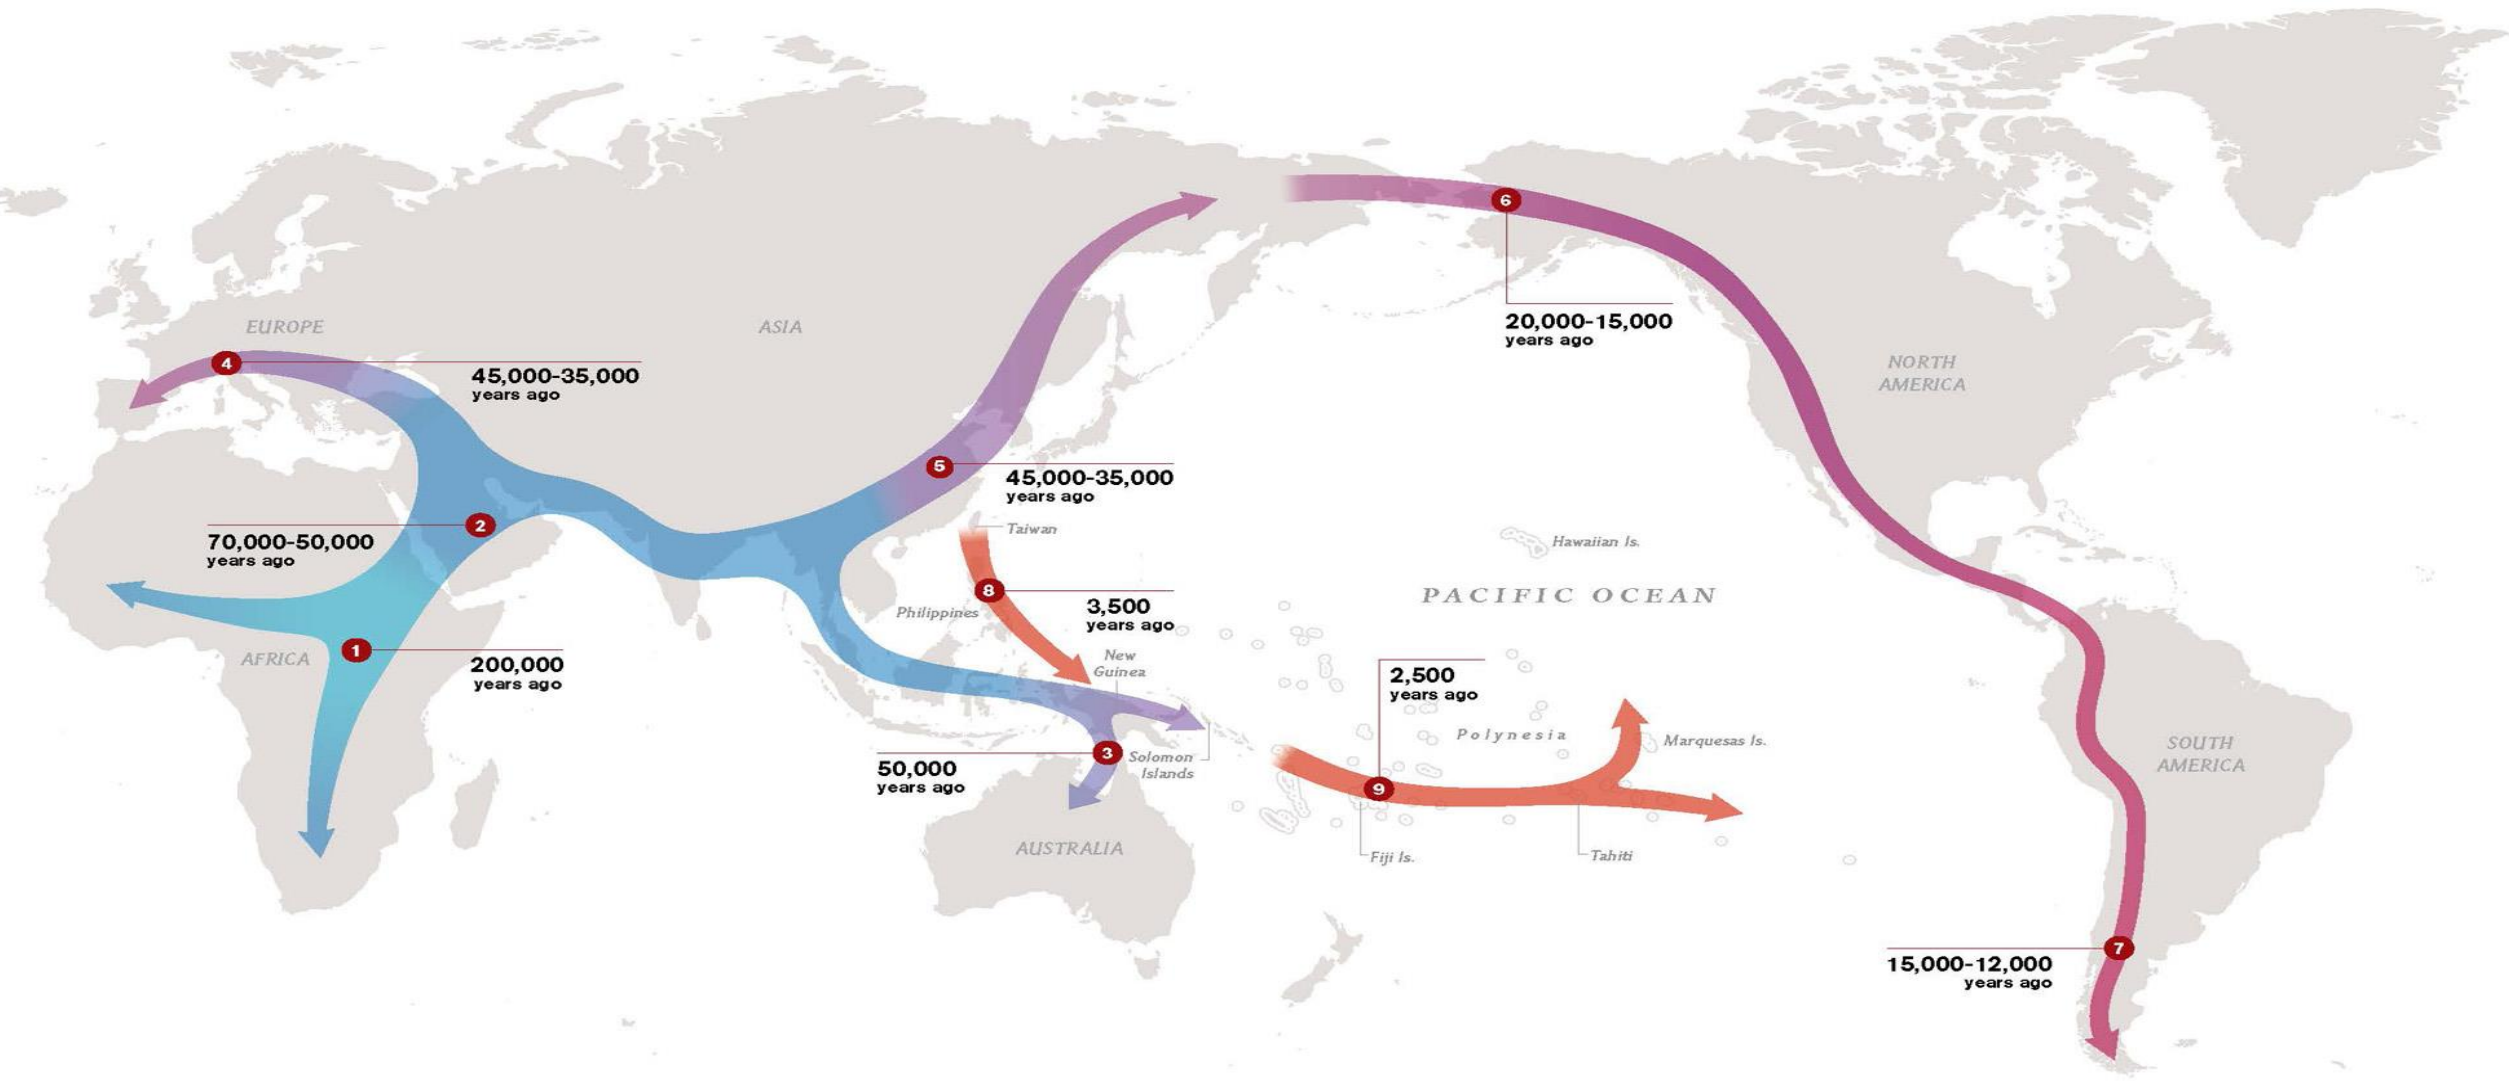 6
20,000-15,000
years ago
EUROPE
ASIA
4
45,000-35,000
years ago
NORTH
AMERICA
5
45,000-35,000
years ago
2
70,000-50,000
years ago
Taiwan
Hawaiian Is.
8
3,500
years ago
Philippines
PACIFIC OCEAN
1
AFRICA
200,000
years ago
New
Guinea
2,500
years ago
3
50,000
years ago
Solomon
Islands
Polynesia
Marquesas Is.
SOUTH
AMERICA
9
AUSTRALIA
Fiji Is.
Tahiti
7
15,000-12,000
years ago